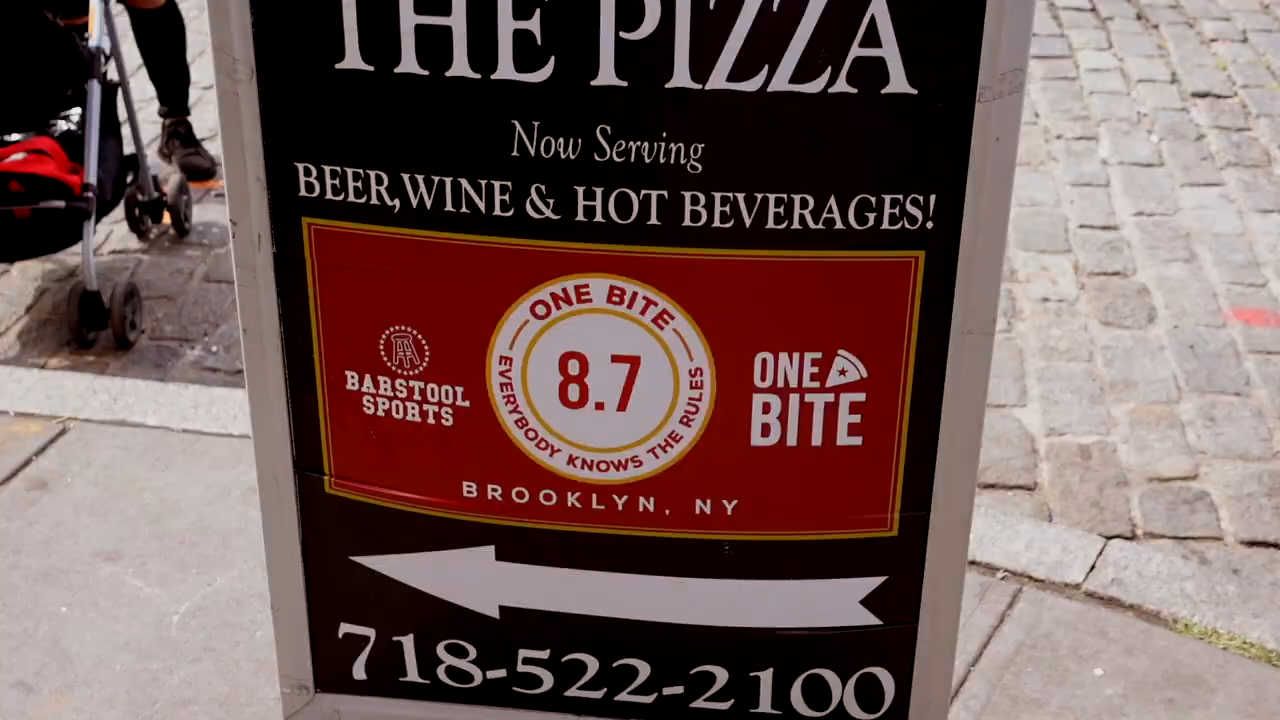 THE PIZZA
Now Serving
BEER,WINE & HOT BEVERAGES!
BARSTOOL
SPORTS
ONE BITE
8.7
EVERYBODY KNOWS THE RULES
ONE
BITE
BROOKLYN, NY
718-522-2100